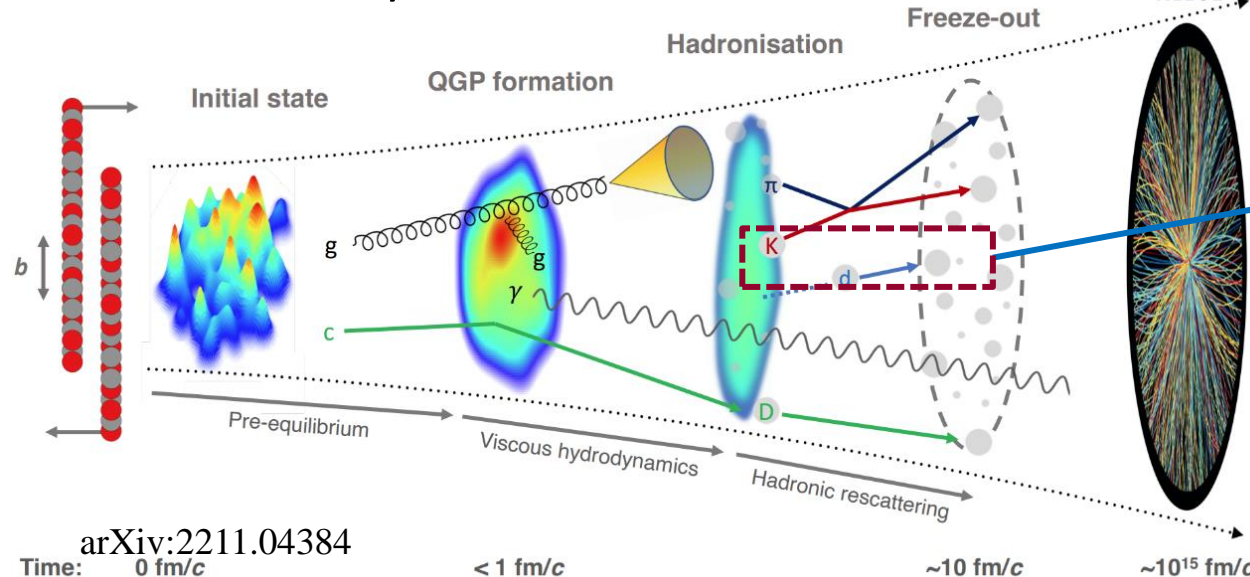 Freeze-out
Hadronisation
QGP formation
Initial state
b
g
g
γ
c
π
K
d
D
Pre-equilibrium
Viscous hydrodynamics
Hadronic rescattering
arXiv:2211.04384
Time: 0 fm/c < 1 fm/c ~10 fm/c ~10¹⁵ fm/c